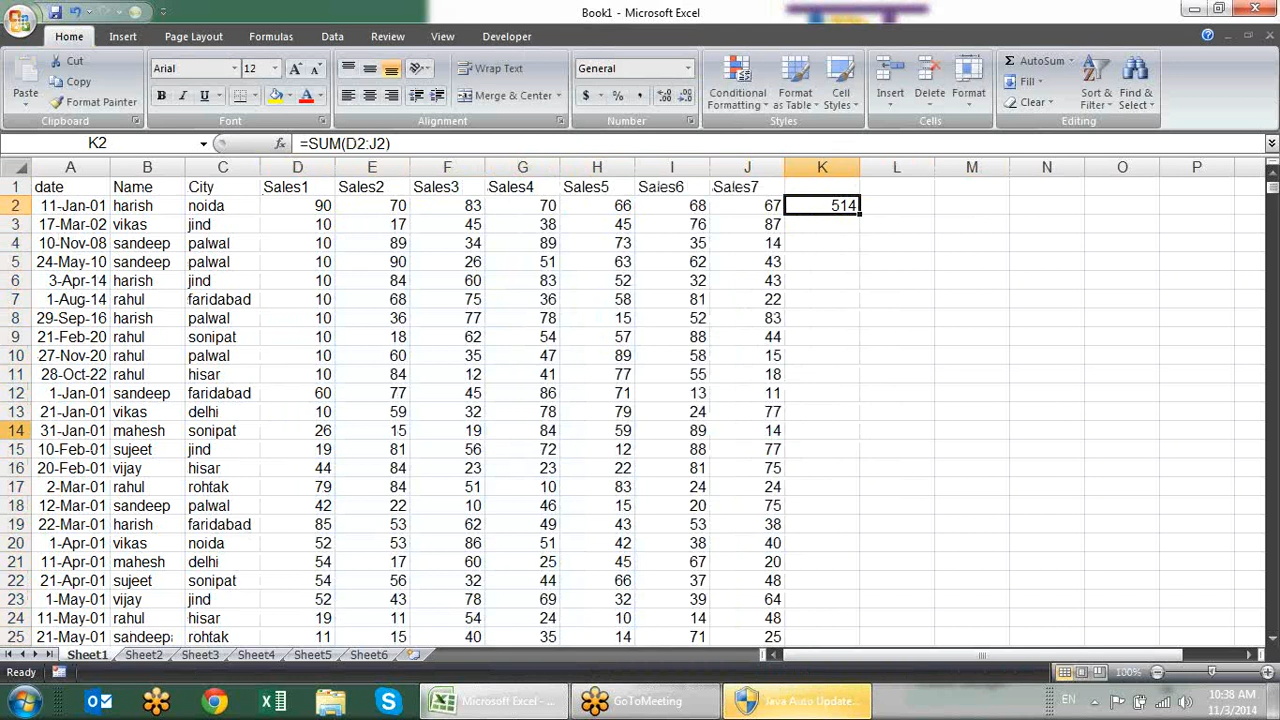 Book1 - Microsoft Excel
Home Insert Page Layout Formulas Data Review View Developer
Paste Cut Copy Format Painter Clipboard
Arial 12 Font
Wrap Text Merge & Center Alignment
General Number
Conditional Formatting Format as Table Cell Styles Styles
Insert Delete Format Cells
AutoSum Fill Clear Sort & Filter Find & Select Editing
K2 =SUM(D2:J2)
A B C D E F G H I J K L M N O P
1 date Name City Sales1 Sales2 Sales3 Sales4 Sales5 Sales6 Sales7
2 11-Jan-01 harish noida 90 70 83 70 66 68 67 514
3 17-Mar-02 vikas jind 10 17 45 38 45 76 87
4 10-Nov-08 sandeep palwal 10 89 34 89 73 35 14
5 24-May-10 sandeep palwal 10 90 26 51 63 62 43
6 3-Apr-14 harish jind 10 84 60 83 52 32 43
7 1-Aug-14 rahul faridabad 10 68 75 36 58 81 22
8 29-Sep-16 harish palwal 10 36 77 78 15 52 83
9 21-Feb-20 rahul sonipat 10 18 62 54 57 88 44
10 27-Nov-20 rahul palwal 10 60 35 47 89 58 15
11 28-Oct-22 rahul hisar 10 84 12 41 77 55 18
12 1-Jan-01 sandeep faridabad 60 77 45 86 71 13 11
13 21-Jan-01 vikas delhi 10 59 32 78 79 24 77
14 31-Jan-01 mahesh sonipat 26 15 19 84 59 89 14
15 10-Feb-01 sujeet jind 19 81 56 72 12 88 77
16 20-Feb-01 vijay hisar 44 84 23 23 22 81 75
17 2-Mar-01 rahul rohtak 79 84 51 10 83 24 24
18 12-Mar-01 sandeep palwal 42 22 10 46 15 20 75
19 22-Mar-01 harish faridabad 85 53 62 49 43 53 38
20 1-Apr-01 vikas noida 52 53 86 51 42 38 40
21 11-Apr-01 mahesh delhi 54 17 60 25 45 67 20
22 21-Apr-01 sujeet sonipat 54 56 32 44 66 37 48
23 1-May-01 vijay jind 52 43 78 69 32 39 64
24 11-May-01 rahul hisar 19 11 54 24 10 14 48
25 21-May-01 sandeep rohtak 11 15 40 35 14 71 25
Sheet1 Sheet2 Sheet3 Sheet4 Sheet5 Sheet6
Ready 100%
Microsoft Excel - ... GoToMeeting Java Auto Update... EN 10:38 AM
11/3/2014